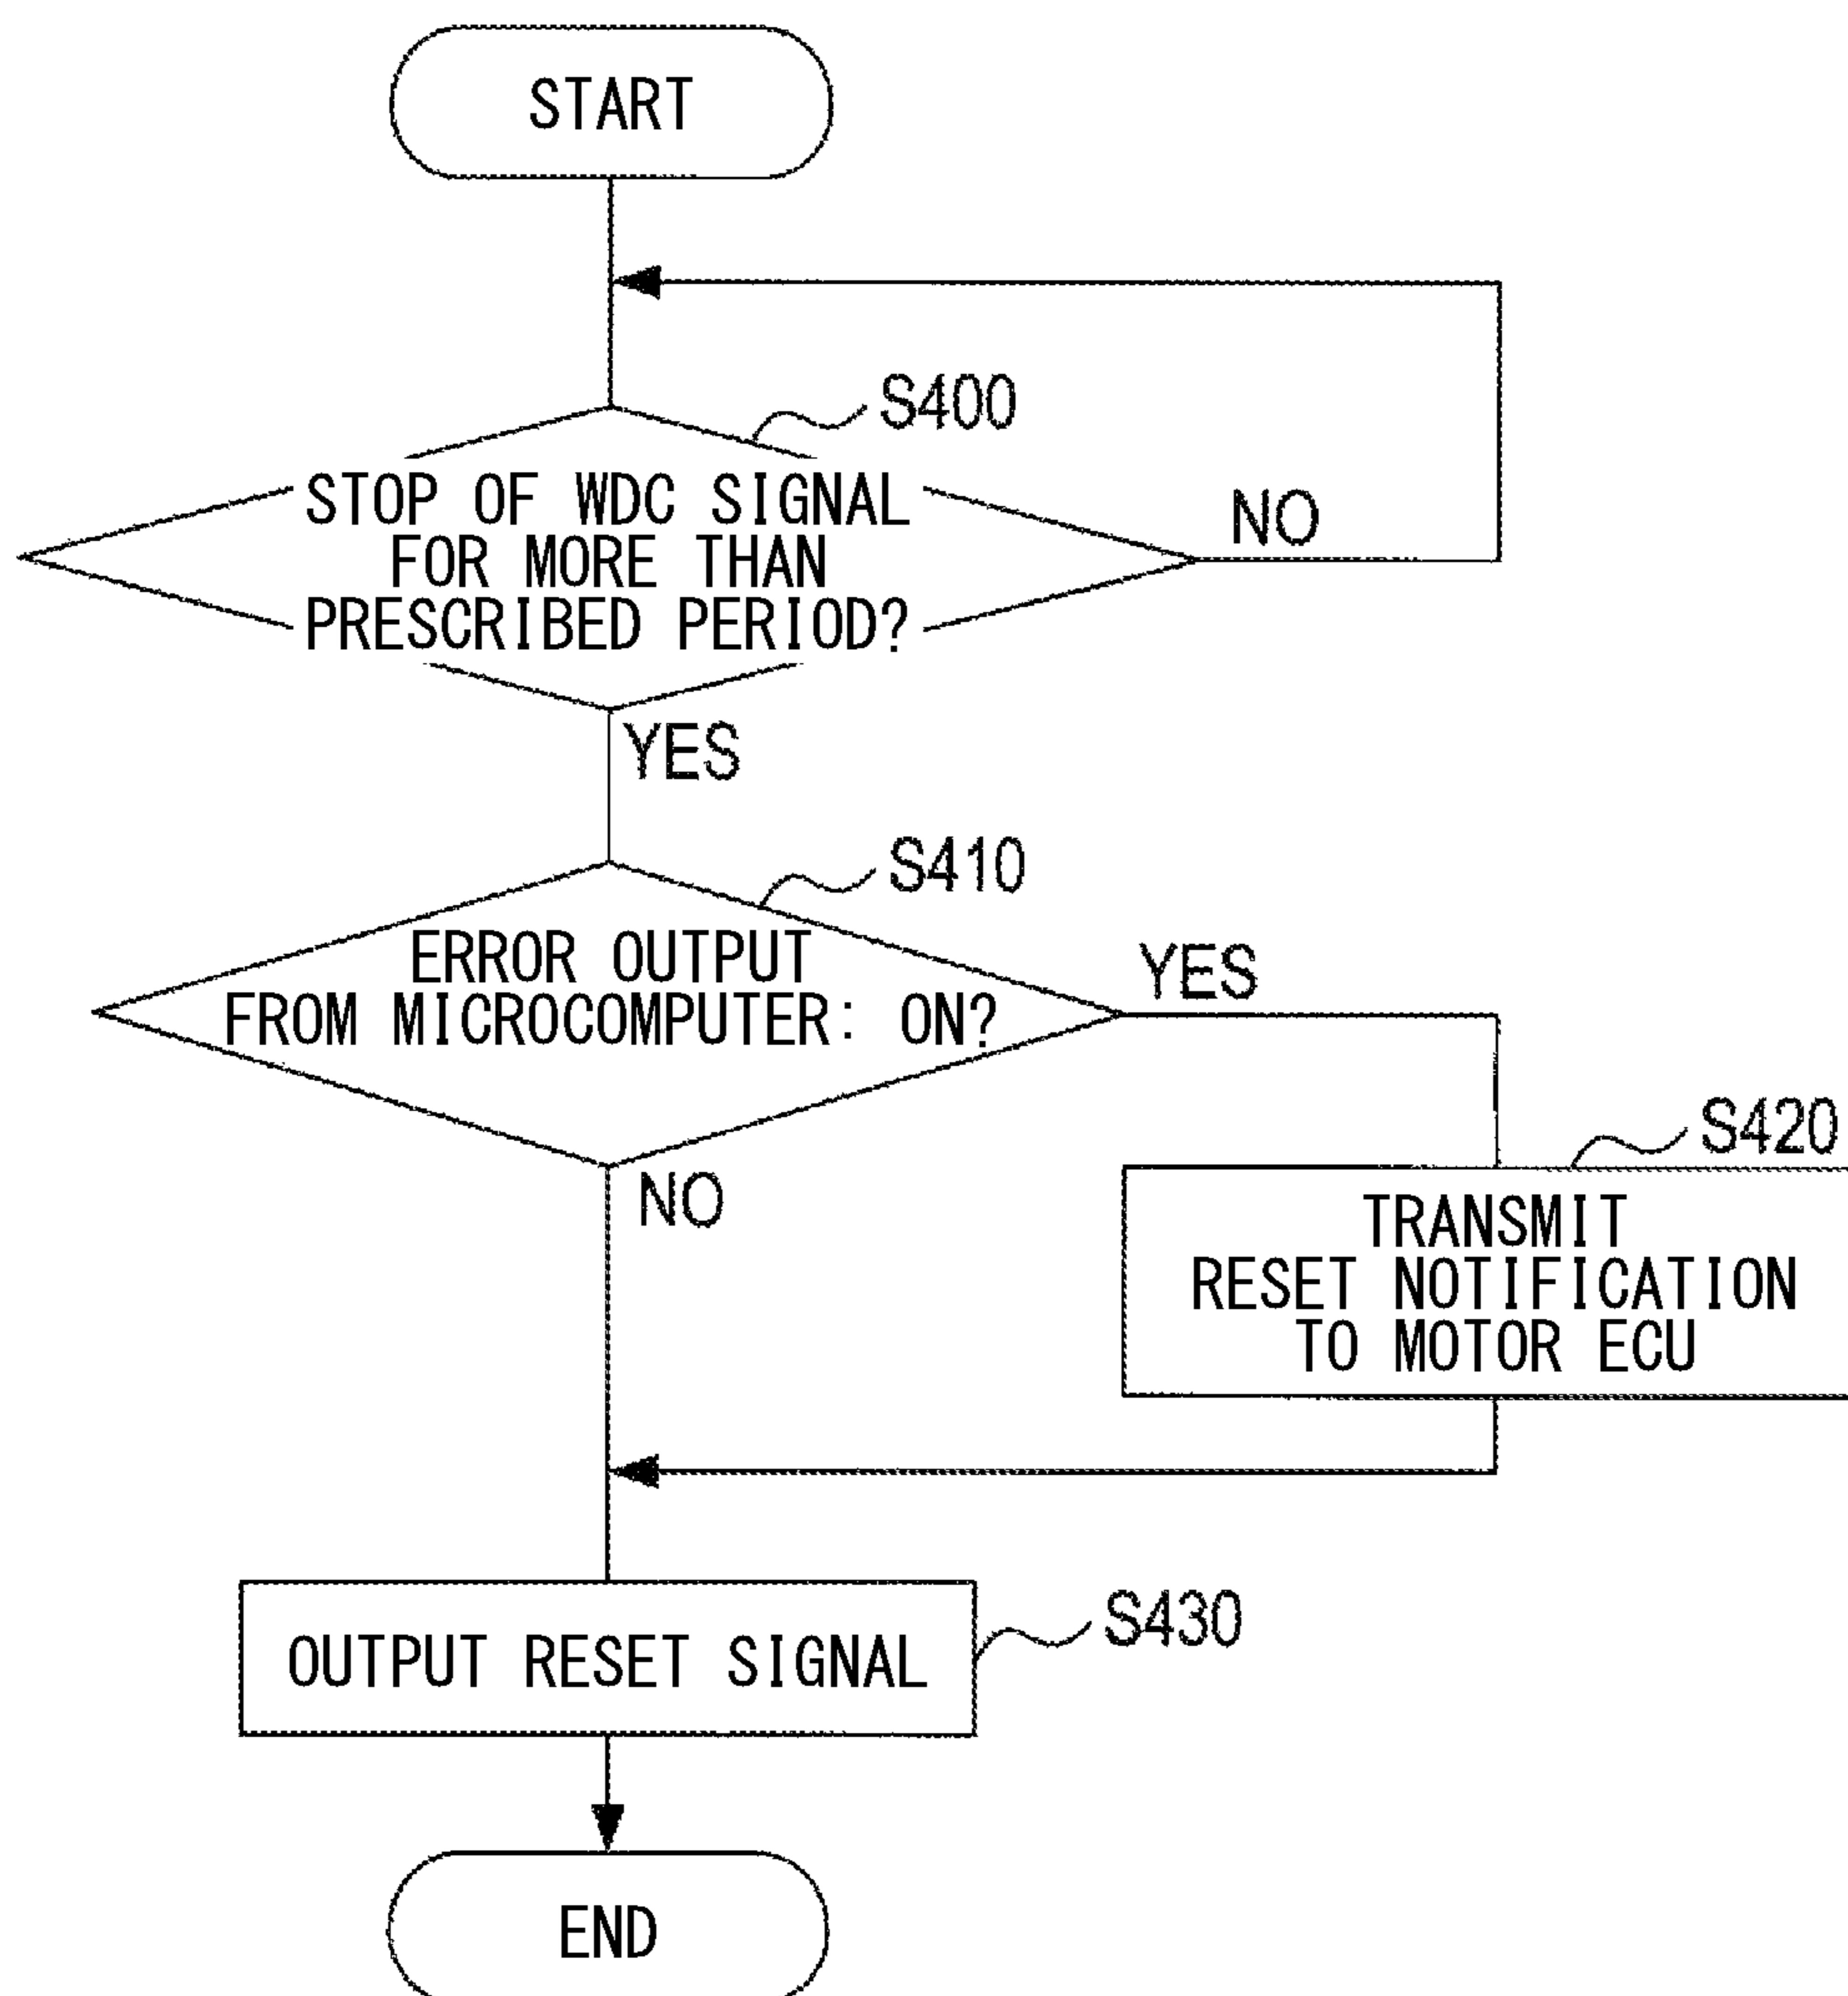 START
S400
STOP OF WDC SIGNAL
FOR MORE THAN
PRESCRIBED PERIOD?
NO
YES
S410
ERROR OUTPUT
FROM MICROCOMPUTER: ON?
YES
NO
S420
TRANSMIT
RESET NOTIFICATION
TO MOTOR ECU
OUTPUT RESET SIGNAL
S430
END